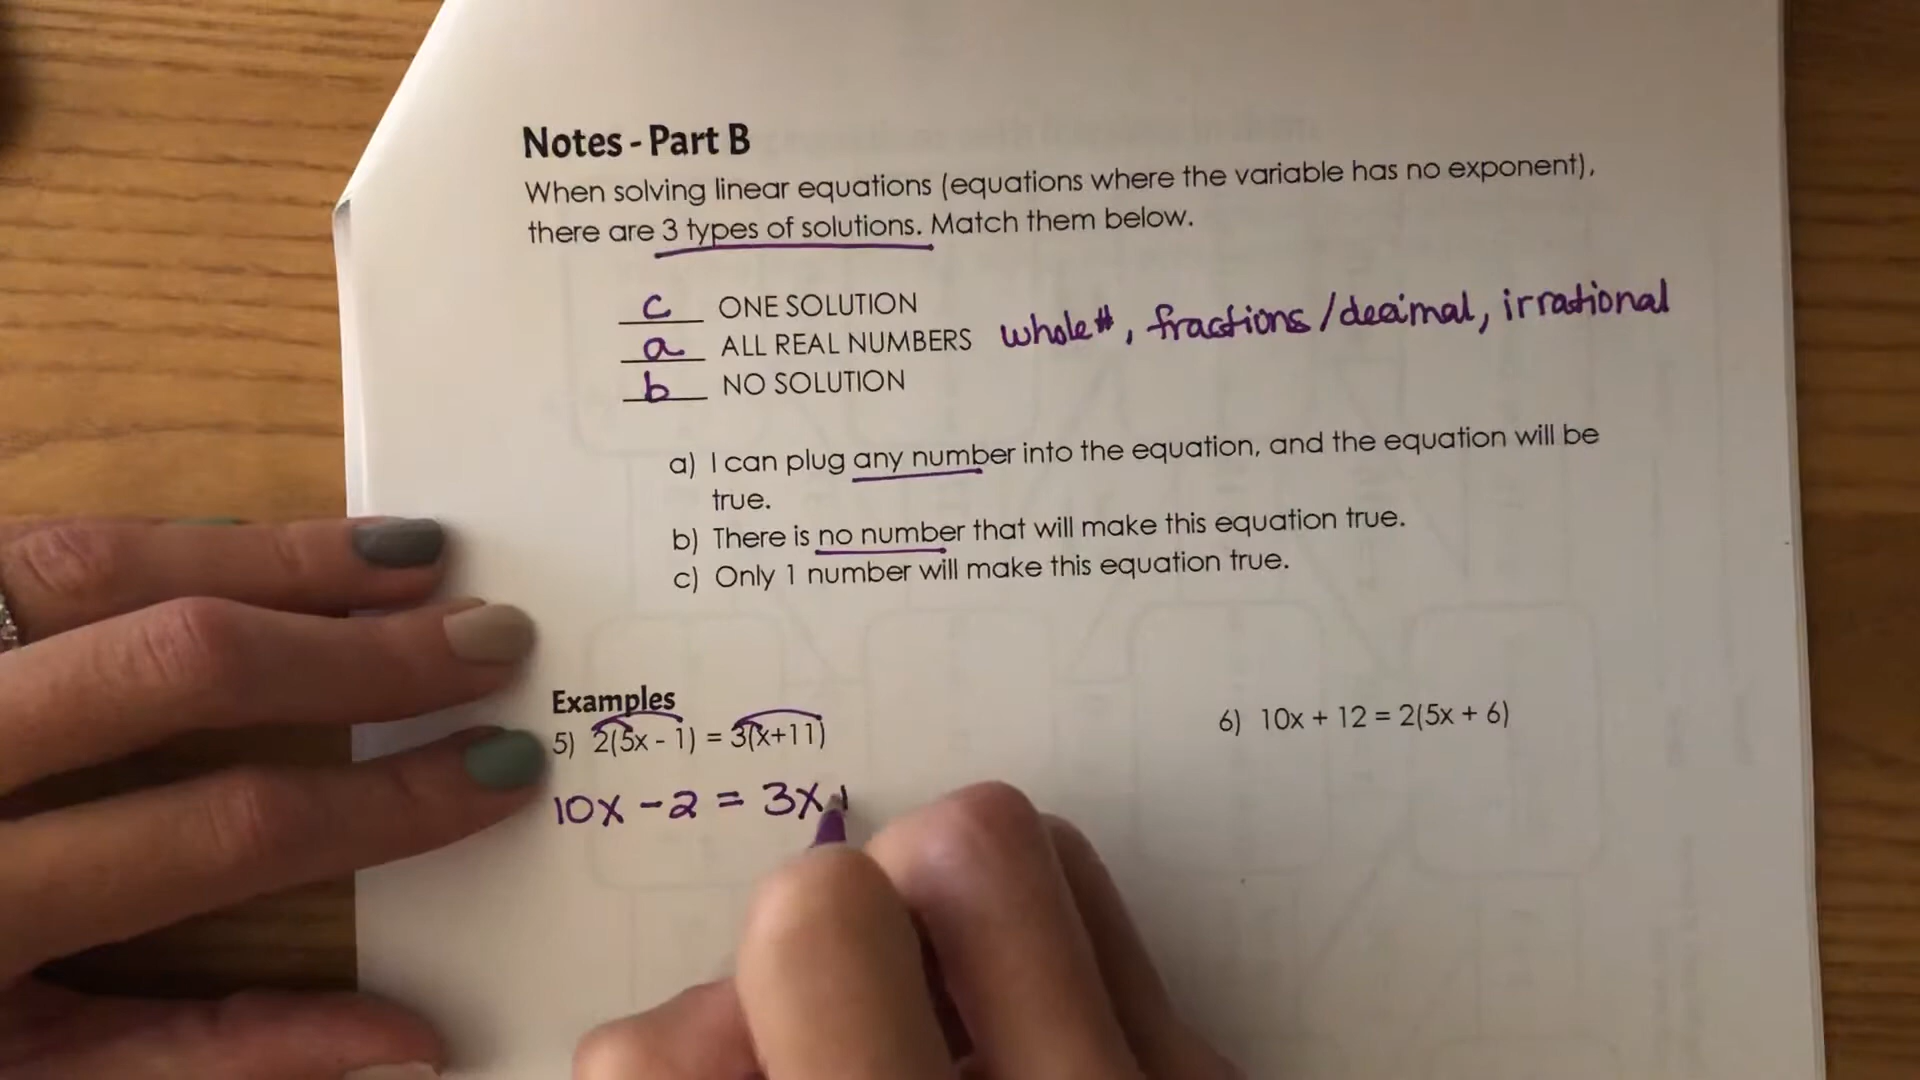 Notes - Part B
When solving linear equations (equations where the variable has no exponent),
there are 3 types of solutions. Match them below.
c ONE SOLUTION
a ALL REAL NUMBERS whole #, fractions/decimal, irrational
b NO SOLUTION
a) I can plug any number into the equation, and the equation will be
true.
b) There is no number that will make this equation true.
c) Only 1 number will make this equation true.
Examples
5) 2(5x - 1) = 3(x+11)
6) 10x + 12 = 2(5x + 6)
10x - 2 = 3x